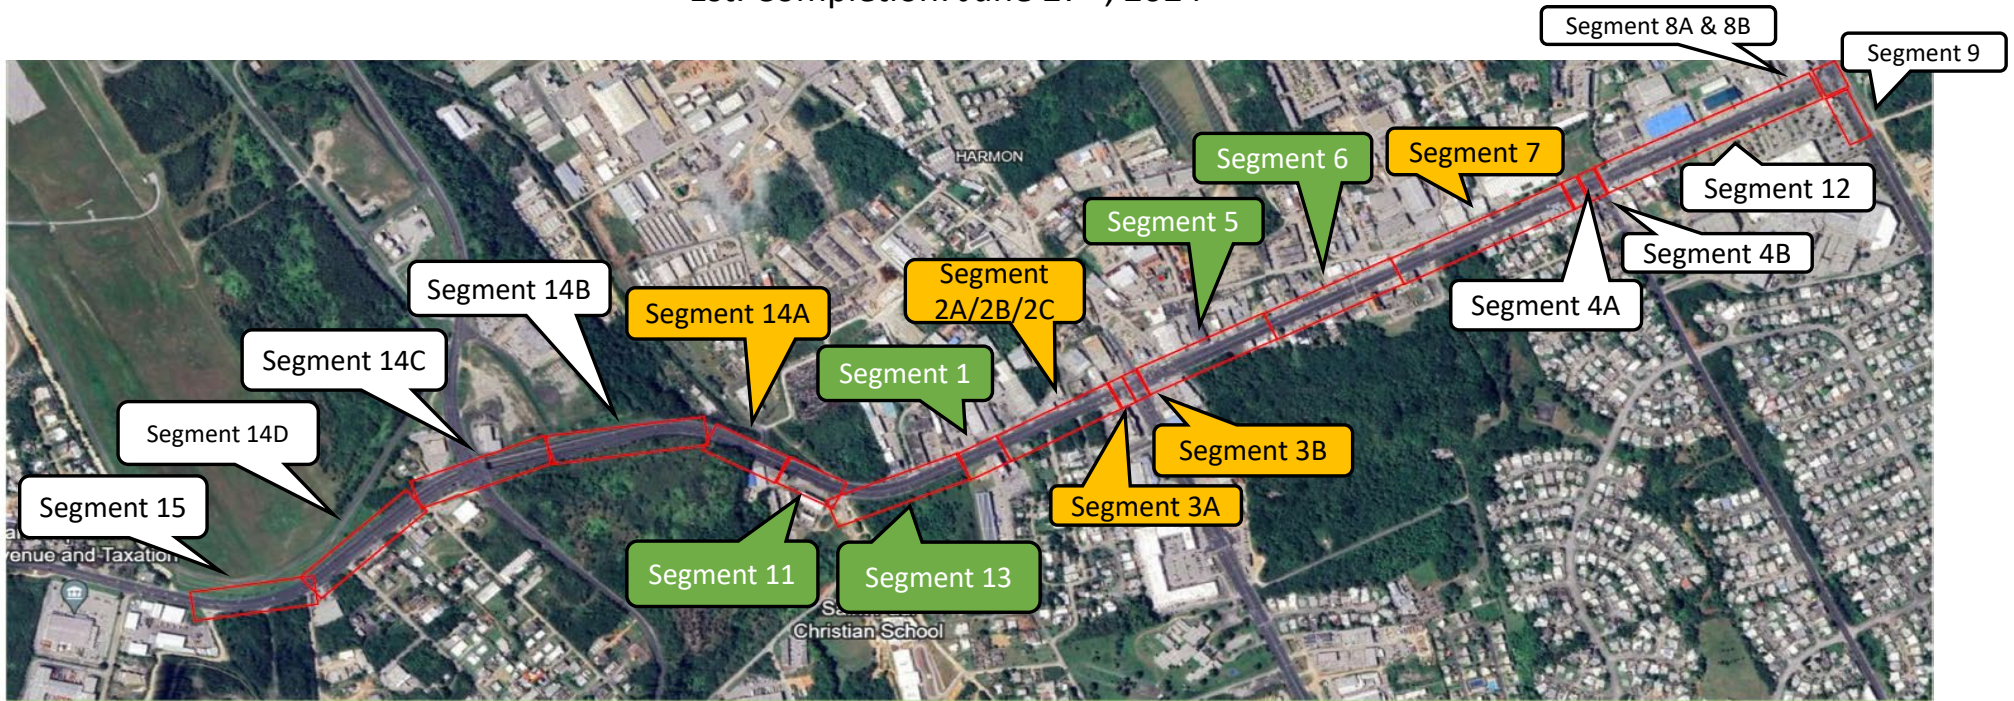 Segment 8A & 8B
Segment 9
HARMON
Segment 6
Segment 7
Segment 12
Segment 5
Segment 4B
Segment 14B
Segment 14A
Segment
2A/2B/2C
Segment 4A
Segment 14C
Segment 1
Segment 14D
Segment 3B
Segment 15
Segment 3A
enue and Taxation
Segment 11
Segment 13
Christian School